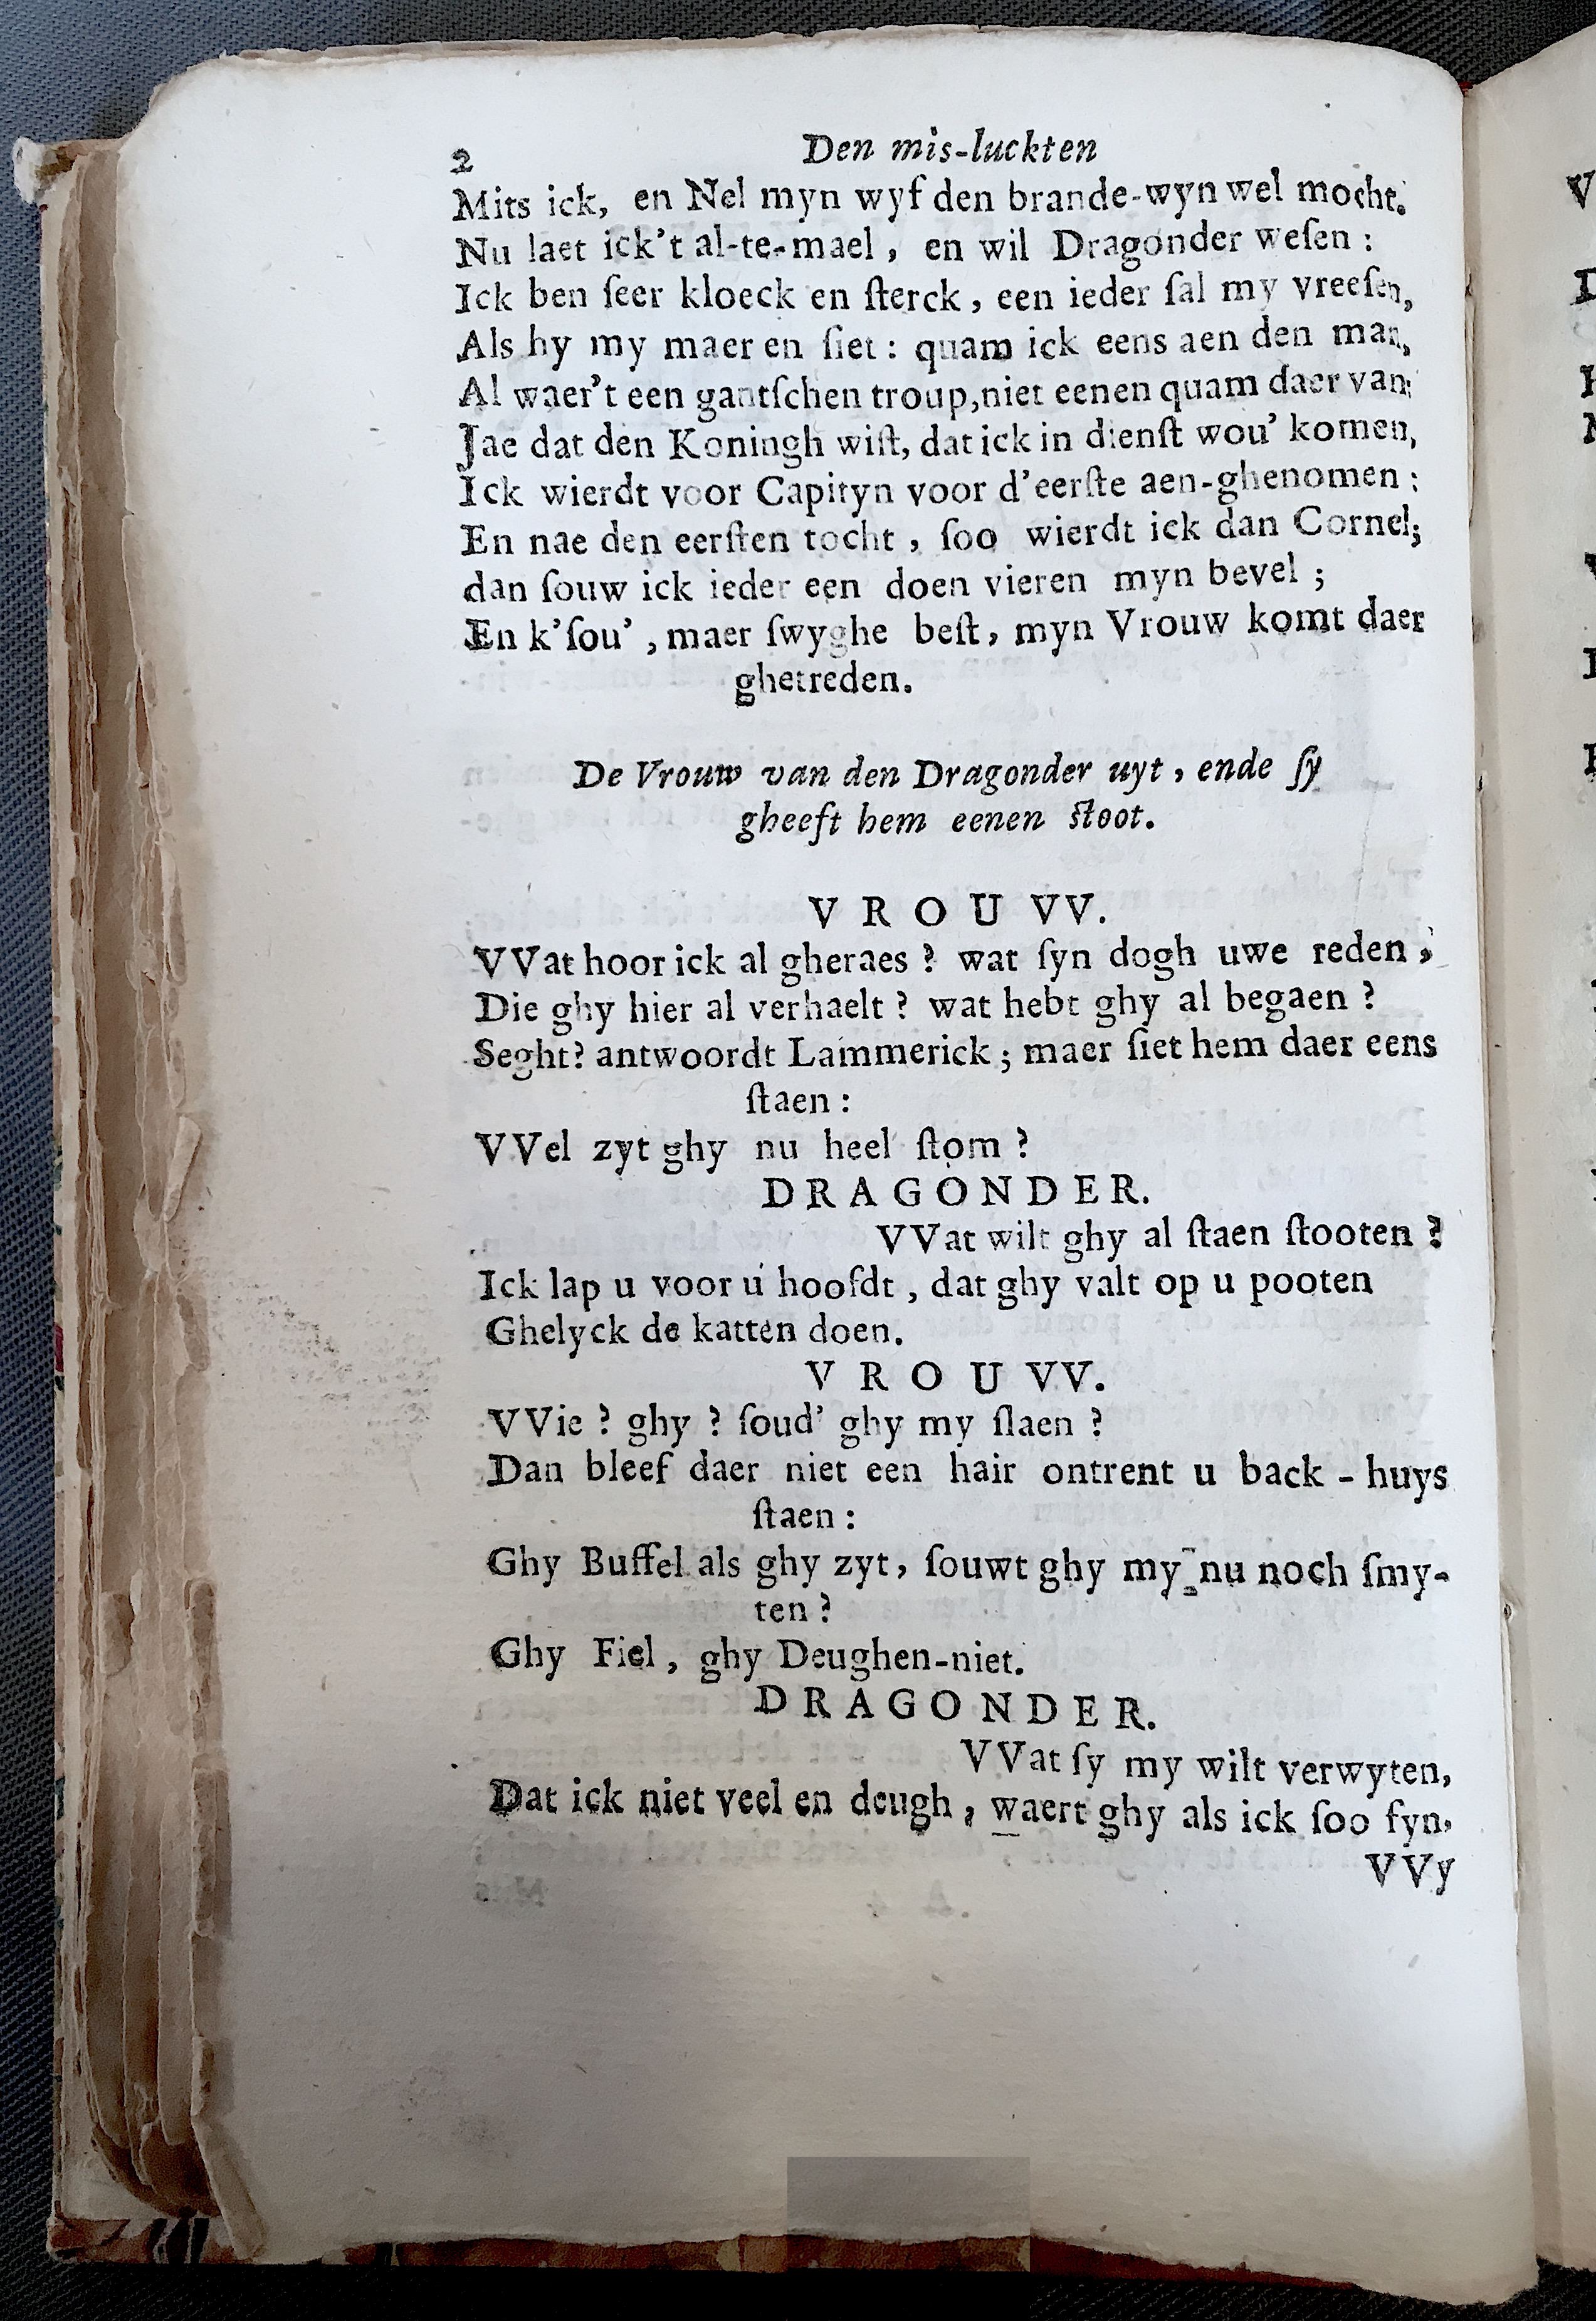 2 Den mis-luckten
Mits ick, en Nel myn wyf den brande-wyn wel mocht.
Nu laet ick't al-te-mael, en wil Dragonder weſen:
Ick ben ſeer kloeck en ſterck, een ieder ſal my vreeſen,
Als hy my maer en ſiet: quam ick eens aen den man,
Al waer't een gantſchen troup, niet eenen quam daer van;
Jae dat den Koningh wiſt, dat ick in dienſt wou' komen,
Ick wierdt voor Capityn voor d'eerſte aen-ghenomen;
En nae den eerſten tocht, ſoo wierdt ick dan Cornel;
dan ſouw ick ieder een doen vieren myn bevel;
En k'ſou', maer ſwyghe beſt, myn Vrouw komt daer
ghetreden.
De Vrouw van den Dragonder uyt, ende ſy
gheeft hem eenen ſtoot.
VROUVV.
VVat hoor ick al gheraes? wat ſyn dogh uwe reden,
Die ghy hier al verhaelt? wat hebt ghy al begaen?
Seght? antwoordt Lammerick; maer ſiet hem daer eens
ſtaen:
VVel zyt ghy nu heel ſtom?
DRAGONDER.
VVat wilt ghy al ſtaen ſtooten?
Ick lap u voor u hoofdt, dat ghy valt op u pooten
Ghelyck de katten doen.
VROUVV.
VVie? ghy? ſoud' ghy my ſlaen?
Dan bleef daer niet een hair ontrent u back-huys
ſtaen:
Ghy Buffel als ghy zyt, ſouwt ghy my nu noch ſmy-
ten?
Ghy Fiel, ghy Deughen-niet.
DRAGONDER.
VVat ſy my wilt verwyten,
Dat ick niet veel en deugh, waert ghy als ick ſoo fyn,
VVy